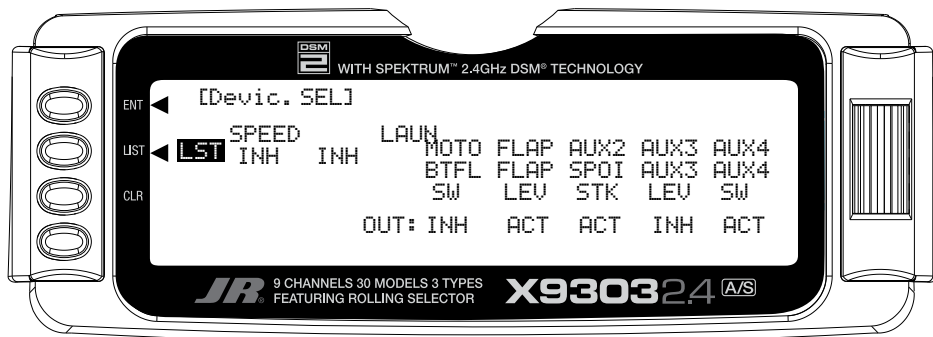 DSM
2
WITH SPEKTRUM™ 2.4GHz DSM® TECHNOLOGY
ENT
[Devic. SEL]
SPEED LAUN
LIST
LST INH INH MOTO FLAP AUX2 AUX3 AUX4
BTFL FLAP SPOI AUX3 AUX4
CLR
SW LEV STK LEV SW
OUT: INH ACT ACT INH ACT
JR® 9 CHANNELS 30 MODELS 3 TYPES
FEATURING ROLLING SELECTOR
X9303 2.4 A/S